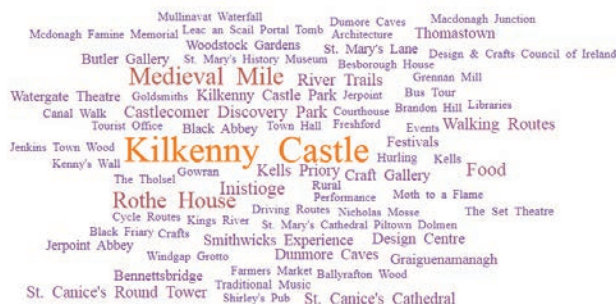 Mullinavat Waterfall
Dumore Caves Macdonagh Junction
Mcdonagh Famine Memorial Leac an Scail Portal Tomb Architecture Thomastown
Woodstock Gardens St. Mary's Lane
Butler Gallery St. Mary's History Museum Besborough House Design & Crafts Council of Ireland
Medieval Mile River Trails Grennan Mill
Watergate Theatre Goldsmiths Kilkenny Castle Park Jerpoint Bus Tour
Canal Walk Castlecomer Discovery Park Courthouse Brandon Hill Libraries
Tourist Office Black Abbey Town Hall Freshford Events Walking Routes
Jenkins Town Wood Kilkenny Castle Festivals
Hurling Kells
Kenny's Wall Gowran Kells Priory Craft Gallery Food
The Tholsel Inistioge Rural
Rothe House Performance Moth to a Flame
Cycle Routes Kings River Driving Routes Nicholas Mosse The Set Theatre
Black Friary Crafts St. Mary's Cathedral Piltown Dolmen
Jerpoint Abbey Smithwicks Experience Design Centre
Windgap Grotto Dunmore Caves Graiguenamanagh
Bennettsbridge Farmers Market Ballyrafton Wood
Traditional Music
St. Canice's Round Tower Shirley's Pub St. Canice's Cathedral